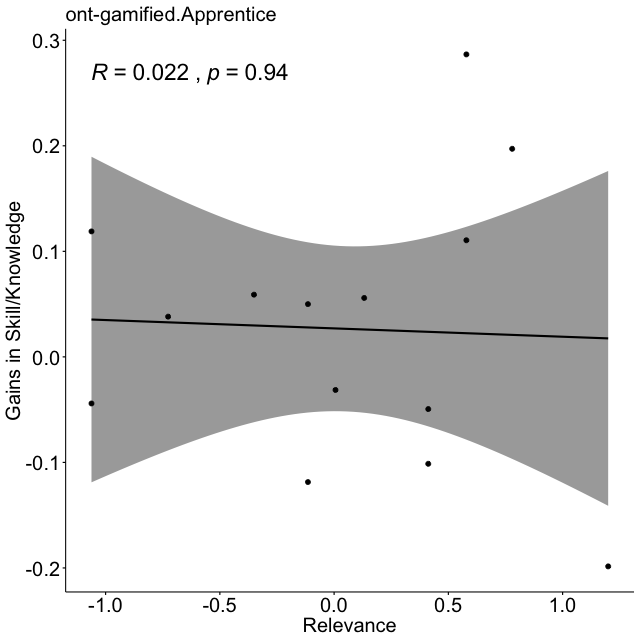 ont-gamified.Apprentice
R = 0.022 , p = 0.94
0.3
0.2
0.1
0.0
-0.1
-0.2
Gains in Skill/Knowledge
-1.0 -0.5 0.0 0.5 1.0
Relevance